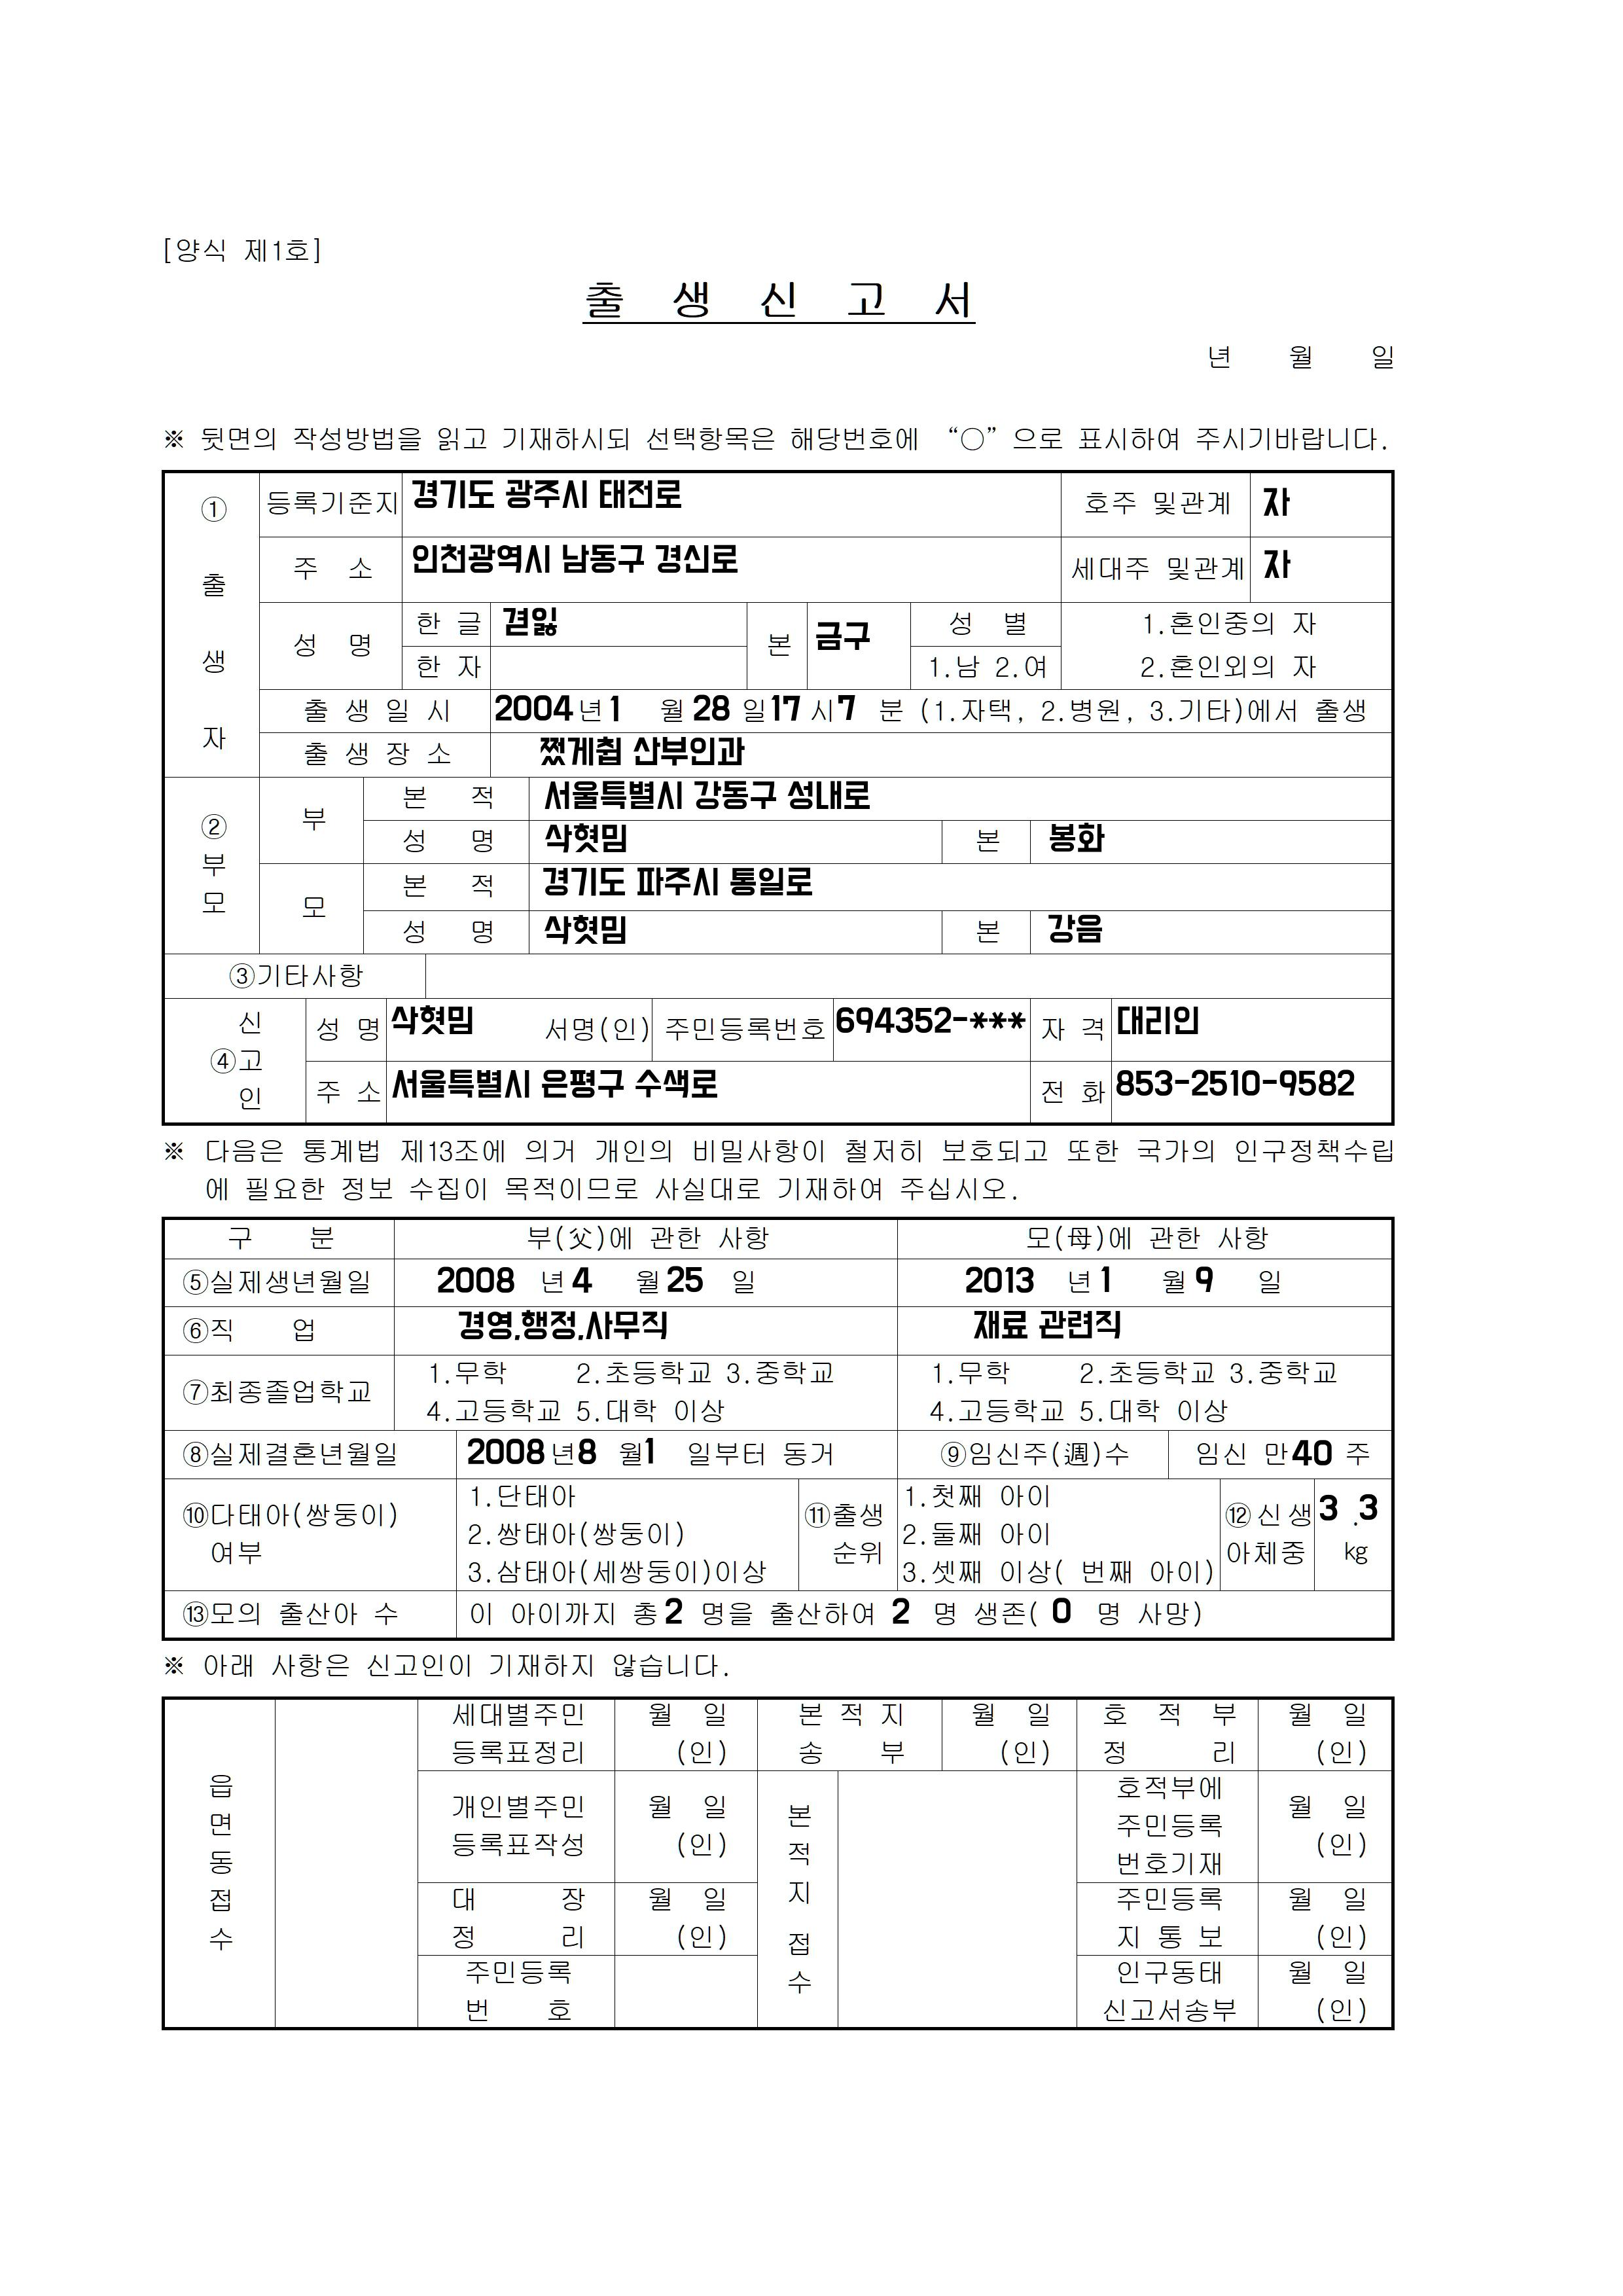 [양식 제1호]
출 생 신 고 서
년 월 일
※ 뒷면의 작성방법을 읽고 기재하시되 선택항목은 해당번호에 “○”으로 표시하여 주시기바랍니다.
① 출 생 자
등록기준지 경기도 광주시 태전로 호주 및관계 자
주 소 인천광역시 남동구 경신로 세대주 및관계 자
성 명 한 글 겯잃 본 금구 성 별 1.혼인중의 자
한 자 1.남 2.여 2.혼인외의 자
출 생 일 시 2004 년 1 월 28 일 17 시 7 분 (1.자택, 2.병원, 3.기타)에서 출생
출 생 장 소 쩠게췹 산부인과
② 부 모
부 본 적 서울특별시 강동구 성내로
성 명 삭혓밈 본 봉화
모 본 적 경기도 파주시 통일로
성 명 삭혓밈 본 강음
③기타사항
④ 신 고 인
성 명 삭혓밈 서명(인) 주민등록번호 694352-*** 자 격 대리인
주 소 서울특별시 은평구 수색로 전 화 853-2510-9582
※ 다음은 통계법 제13조에 의거 개인의 비밀사항이 철저히 보호되고 또한 국가의 인구정책수립
에 필요한 정보 수집이 목적이므로 사실대로 기재하여 주십시오.
구 분 부(父)에 관한 사항 모(母)에 관한 사항
⑤실제생년월일 2008 년 4 월 25 일 2013 년 1 월 9 일
⑥직 업 경영,행정,사무직 재료 관련직
⑦최종졸업학교 1.무학 2.초등학교 3.중학교 1.무학 2.초등학교 3.중학교
4.고등학교 5.대학 이상 4.고등학교 5.대학 이상
⑧실제결혼년월일 2008 년 8 월 1 일부터 동거 ⑨임신주(週)수 임신 만 40 주
⑩다태아(쌍둥이) 여부
1.단태아
2.쌍태아(쌍둥이)
3.삼태아(세쌍둥이)이상
⑪출생 순위
1.첫째 아이
2.둘째 아이
3.셋째 이상( 번째 아이)
⑫신생 아체중 3 .3 kg
⑬모의 출산아 수 이 아이까지 총 2 명을 출산하여 2 명 생존( 0 명 사망)
※ 아래 사항은 신고인이 기재하지 않습니다.
읍 면 동 접 수
세대별주민 월 일 본 적 지 월 일 호 적 부 월 일
등록표정리 (인) 송 부 (인) 정 리 (인)
개인별주민 월 일
등록표작성 (인)
본 적 지 접 수
호적부에
주민등록 월 일
번호기재 (인)
대 장 월 일 주민등록 월 일
정 리 (인) 지 통 보 (인)
주민등록 인구동태 월 일
번 호 신고서송부 (인)